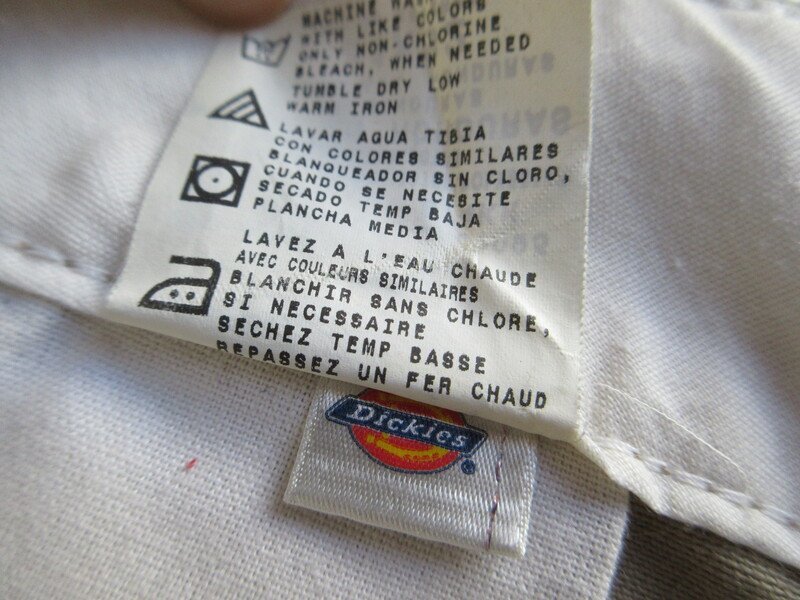 MACHINE WA
WITH LIKE COLORS
ONLY NON-CHLORINE
BLEACH, WHEN NEEDED
TUMBLE DRY LOW
WARM IRON
LAVAR AGUA TIBIA
CON COLORES SIMILARES
BLANQUEADOR SIN CLORO,
CUANDO SE NECESITE
SECADO TEMP BAJA
PLANCHA MEDIA
LAVEZ A L'EAU CHAUDE
AVEC COULEURS SIMILAIRES
BLANCHIR SANS CHLORE,
SI NECESSAIRE
SECHEZ TEMP BASSE
REPASSEZ UN FER CHAUD
Dickies
®